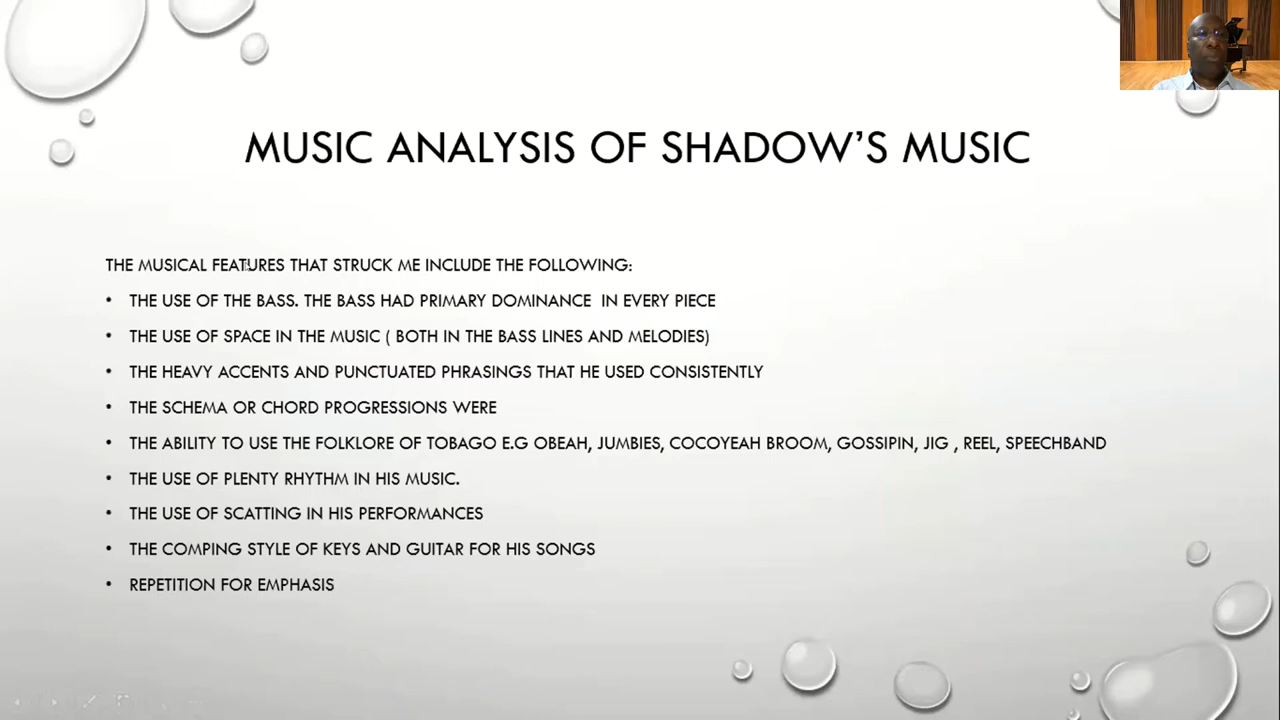 MUSIC ANALYSIS OF SHADOW'S MUSIC
THE MUSICAL FEATURES THAT STRUCK ME INCLUDE THE FOLLOWING:
• THE USE OF THE BASS. THE BASS HAD PRIMARY DOMINANCE IN EVERY PIECE
• THE USE OF SPACE IN THE MUSIC ( BOTH IN THE BASS LINES AND MELODIES)
• THE HEAVY ACCENTS AND PUNCTUATED PHRASINGS THAT HE USED CONSISTENTLY
• THE SCHEMA OR CHORD PROGRESSIONS WERE
• THE ABILITY TO USE THE FOLKLORE OF TOBAGO E.G OBEAH, JUMBIES, COCOYEAH BROOM, GOSSIPIN, JIG , REEL, SPEECHBAND
• THE USE OF PLENTY RHYTHM IN HIS MUSIC.
• THE USE OF SCATTING IN HIS PERFORMANCES
• THE COMPING STYLE OF KEYS AND GUITAR FOR HIS SONGS
• REPETITION FOR EMPHASIS